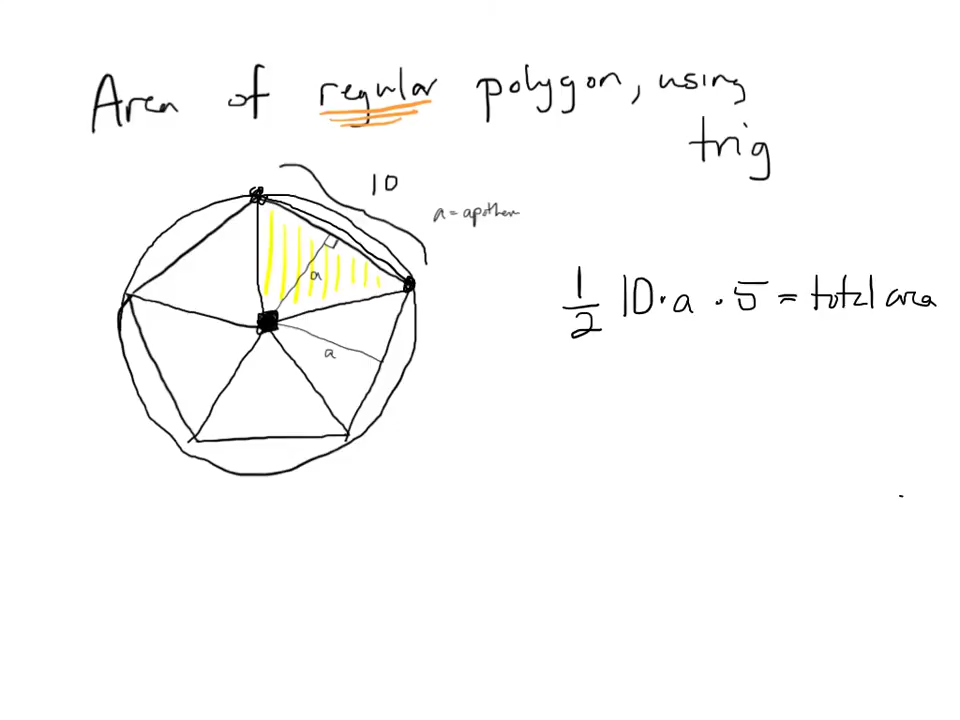 Area of regular polygon, using
trig
10
a = apothem
a
a
1/2 10 · a · 5 = total area